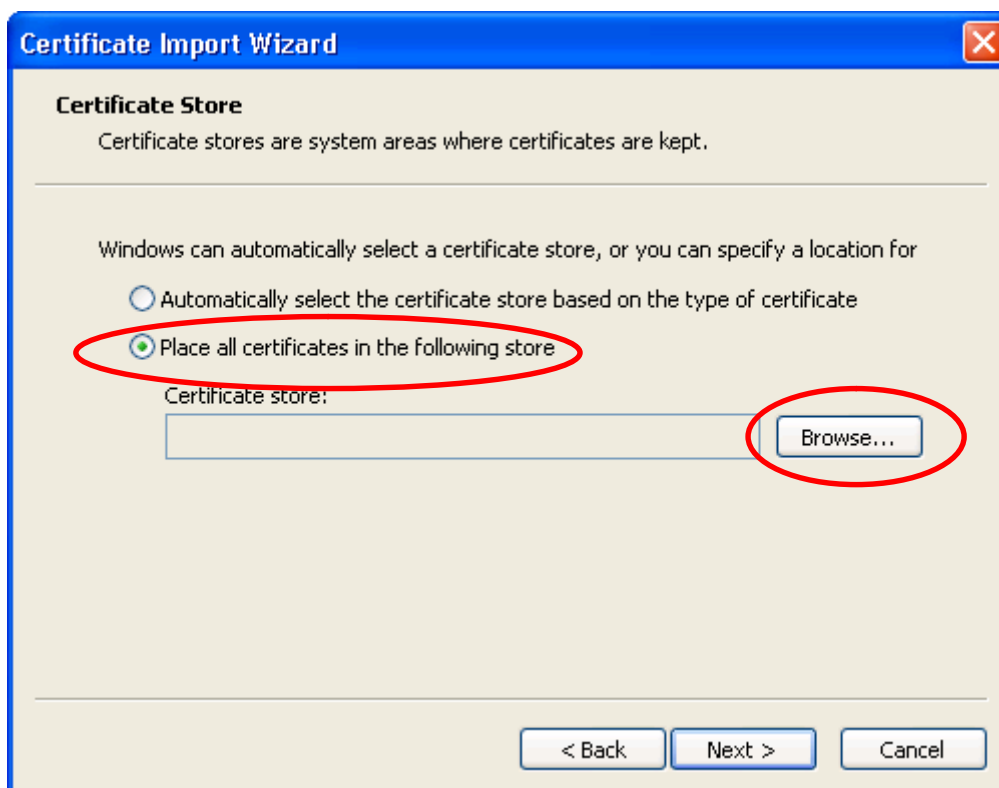 Certificate Import Wizard
Certificate Store
Certificate stores are system areas where certificates are kept.
Windows can automatically select a certificate store, or you can specify a location for
Automatically select the certificate store based on the type of certificate
Place all certificates in the following store
Certificate store:
Browse...
< Back Next > Cancel